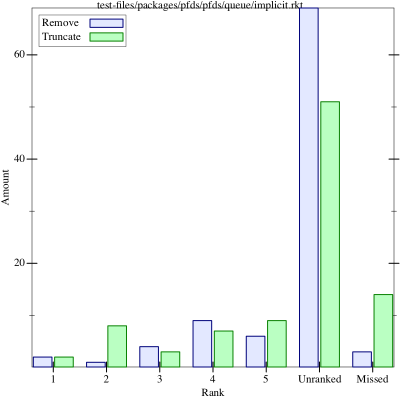 test-files/packages/pfds/pfds/queue/implicit.rkt
Remove
Truncate
60
40
20
Amount
1 2 3 4 5 Unranked Missed
Rank